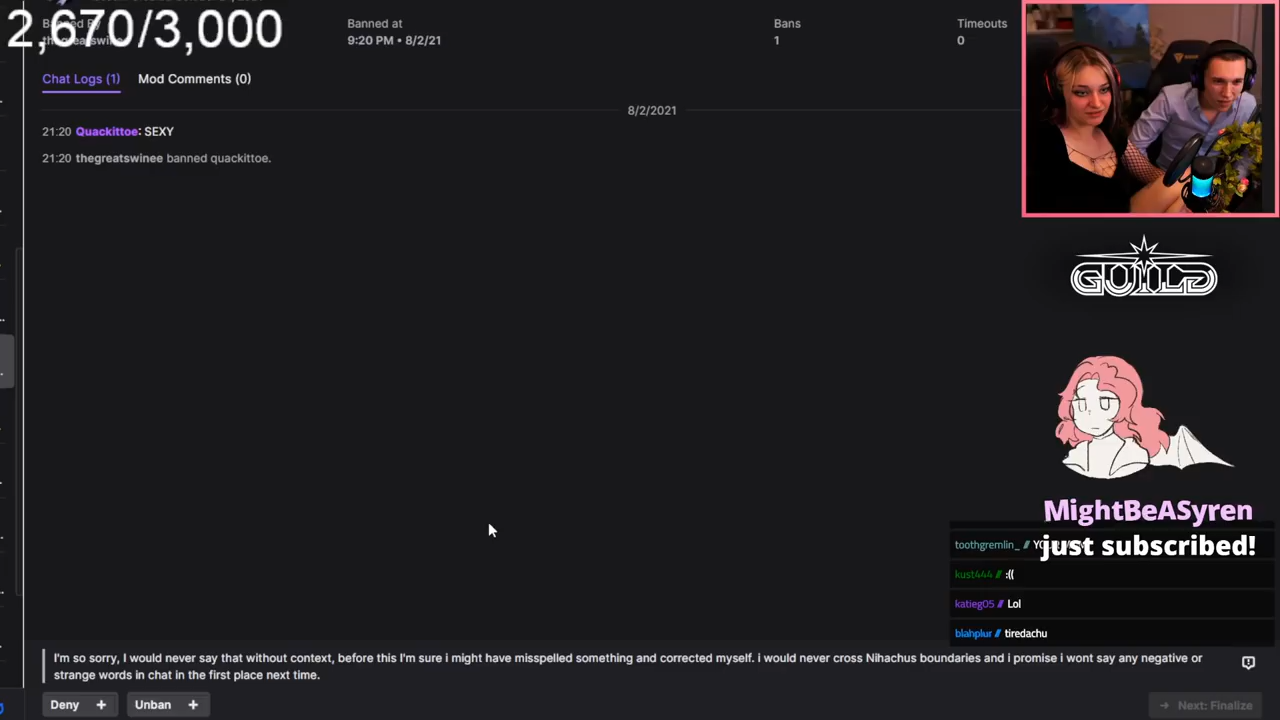 2,670/3,000
Banned at
Bans
Timeouts
9:20 PM • 8/2/21
1
0
Chat Logs (1)
Mod Comments (0)
8/2/2021
21:20 Quackittoe: SEXY
21:20 thegreatswinee banned quackittoe.
GUILD
MightBeASyren
just subscribed!
toothgremlin_ //
kust444 // :((
katieg05 // Lol
blahplur // tiredachu
I'm so sorry, I would never say that without context, before this I'm sure i might have misspelled something and corrected myself. i would never cross Nihachus boundaries and i promise i wont say any negative or
strange words in chat in the first place next time.
Deny +
Unban +
→ Next: Finalize